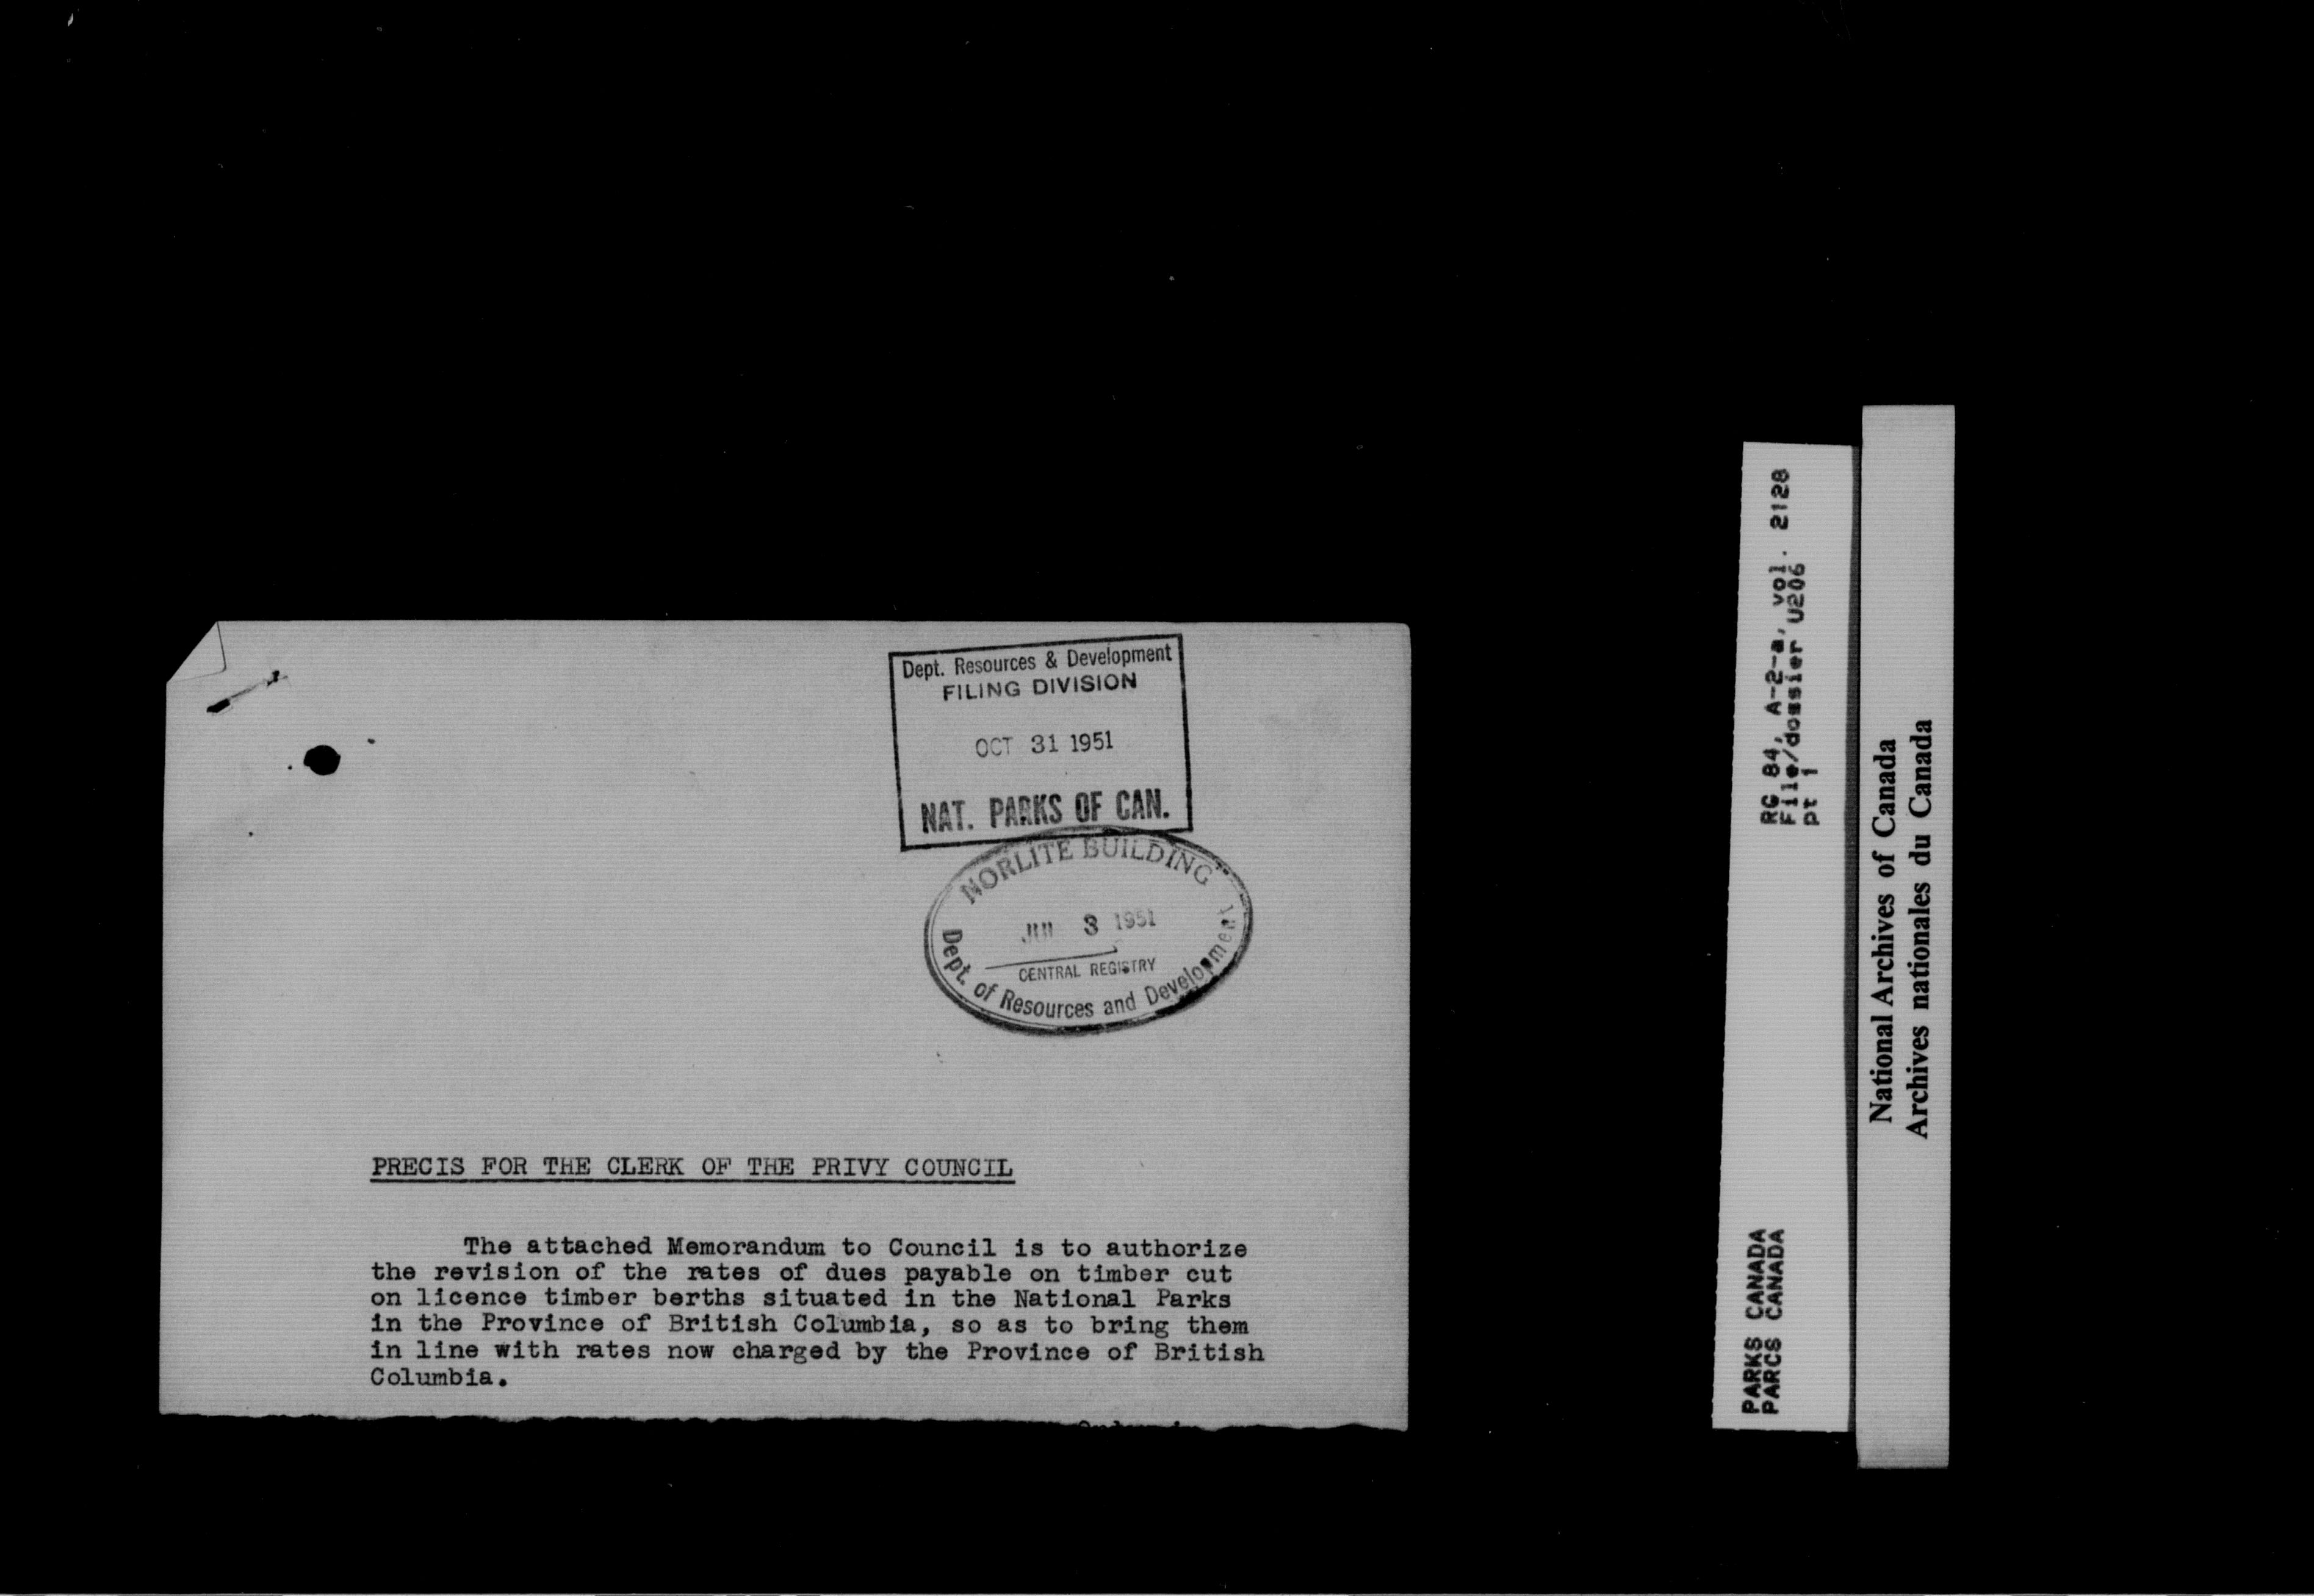 Dept. Resources & Development
FILING DIVISION
OCT 31 1951
NAT. PARKS OF CAN.
NORLITE BUILDING
3 1951
CENTRAL REGISTRY
Dept. of Resources and Development
PRECIS FOR THE CLERK OF THE PRIVY COUNCIL
The attached Memorandum to Council is to authorize
the revision of the rates of dues payable on timber cut
on licence timber berths situated in the National Parks
in the Province of British Columbia, so as to bring them
in line with rates now charged by the Province of British
Columbia.
RG 84, A-2-a, vol. 2128
File/dossier U206
pt 1
PARKS CANADA
PARCS CANADA
National Archives of Canada
Archives nationales du Canada